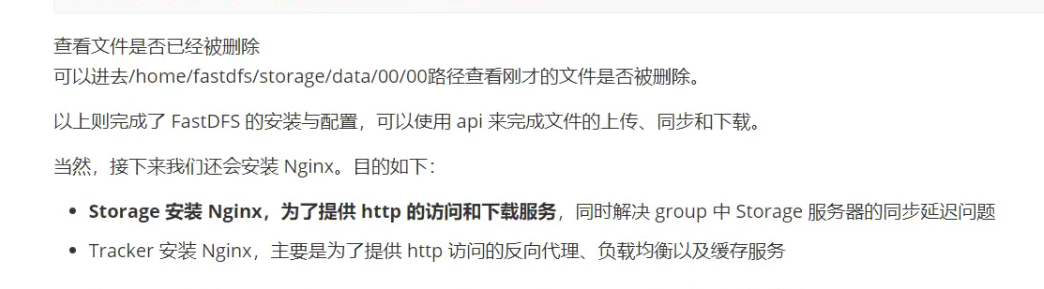 查看文件是否已经被删除
可以进去/home/fastdfs/storage/data/00/00路径查看刚才的文件是否被删除。
以上则完成了 FastDFS 的安装与配置，可以使用 api 来完成文件的上传、同步和下载。
当然，接下来我们还会安装 Nginx。目的如下：
• Storage 安装 Nginx，为了提供 http 的访问和下载服务，同时解决 group 中 Storage 服务器的同步延迟问题
• Tracker 安装 Nginx，主要是为了提供 http 访问的反向代理、负载均衡以及缓存服务